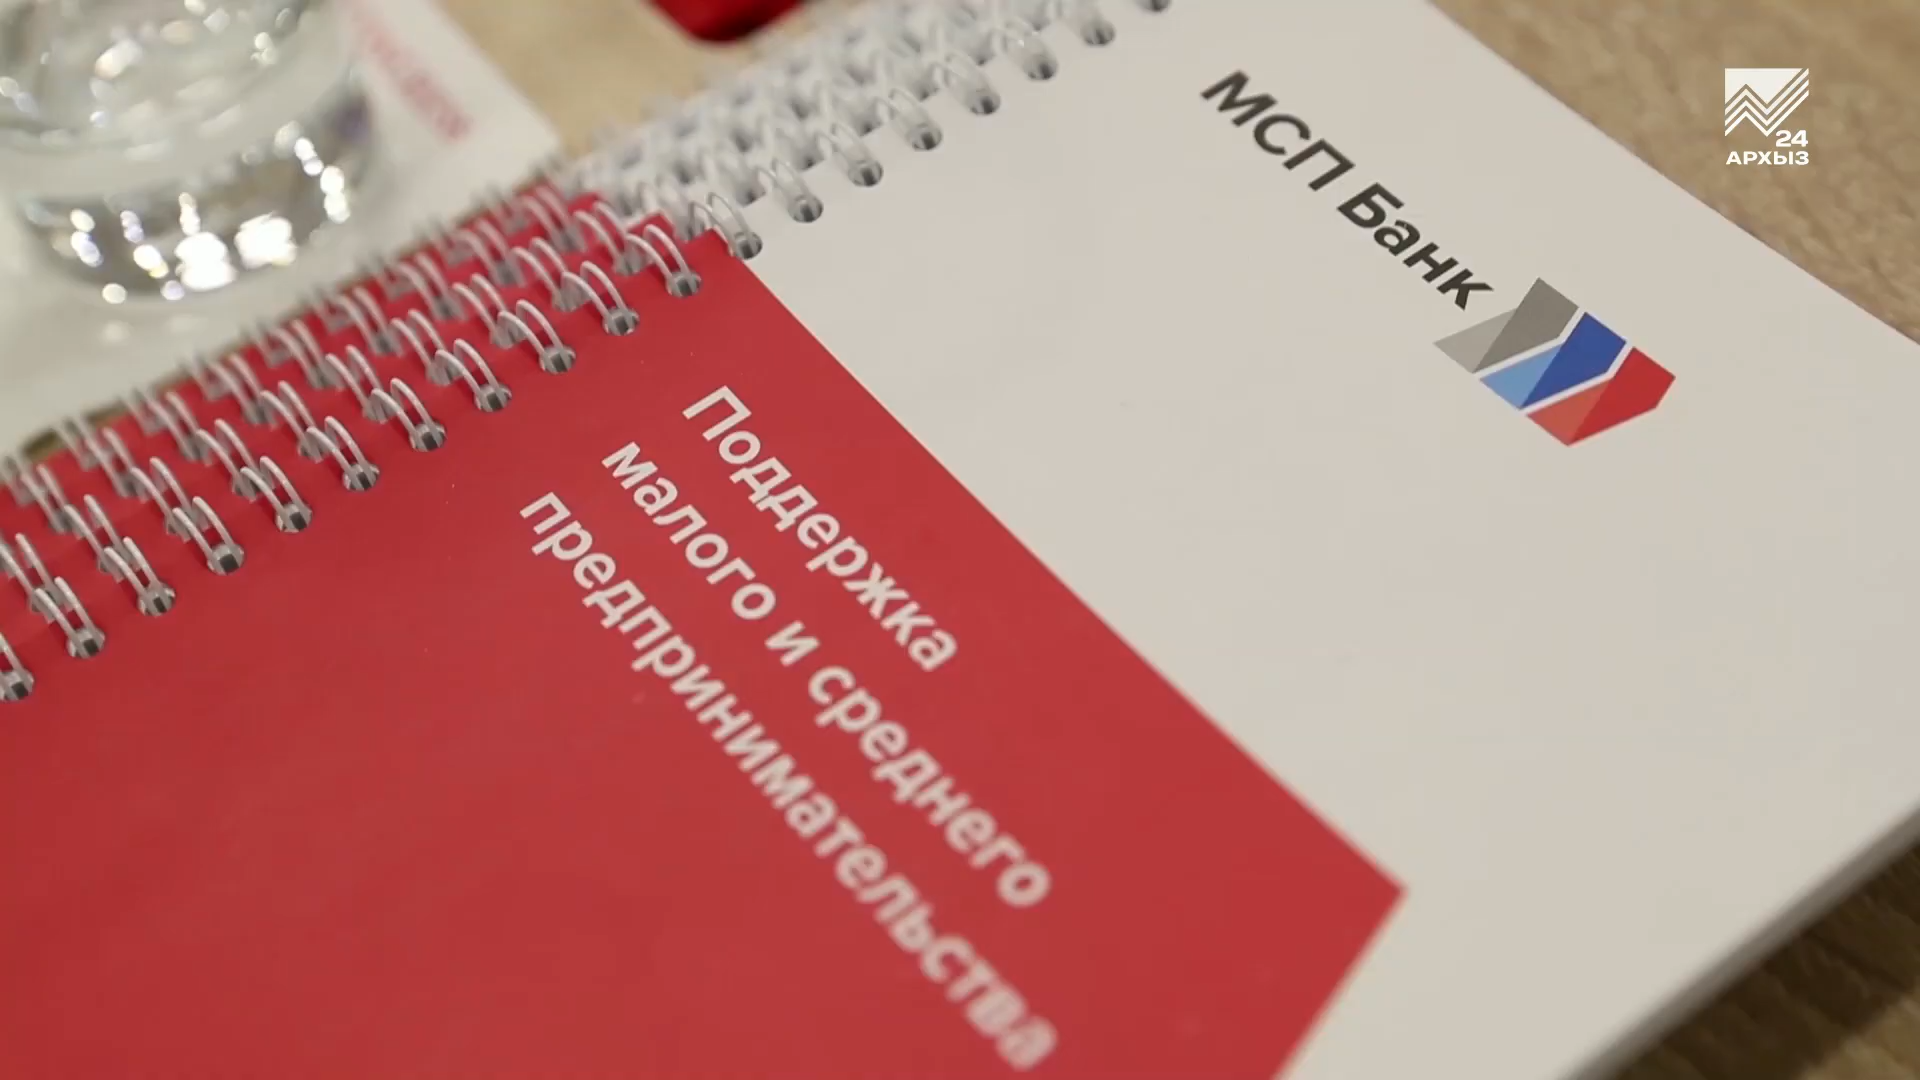 МСП Банк
Поддержка
малого и среднего
предпринимательства
24
АРХЫЗ